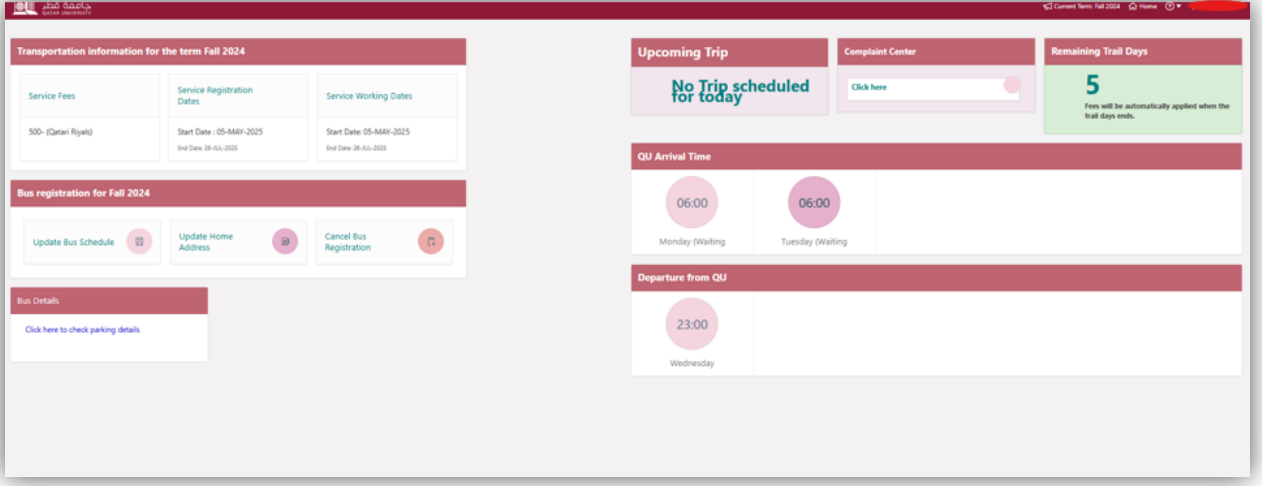 جامعة قطر
QATAR UNIVERSITY
Current Term: Fall 2024 Home
Transportation information for the term Fall 2024
Service Fees
500- (Qatari Riyals)
Service Registration
Dates
Start Date : 05-MAY-2025
End Date: 28-JUL-2025
Service Working Dates
Start Date: 05-MAY-2025
End Date: 28-JUL-2025
Bus registration for Fall 2024
Update Bus Schedule
Update Home
Address
Cancel Bus
Registration
Bus Details
Click here to check parking details
Upcoming Trip
No Trip scheduled
for today
Complaint Center
Click here
Remaining Trail Days
5
Fees will be automatically applied when the
trail days ends.
QU Arrival Time
06:00
Monday (Waiting
06:00
Tuesday (Waiting
Departure from QU
23:00
Wednesday